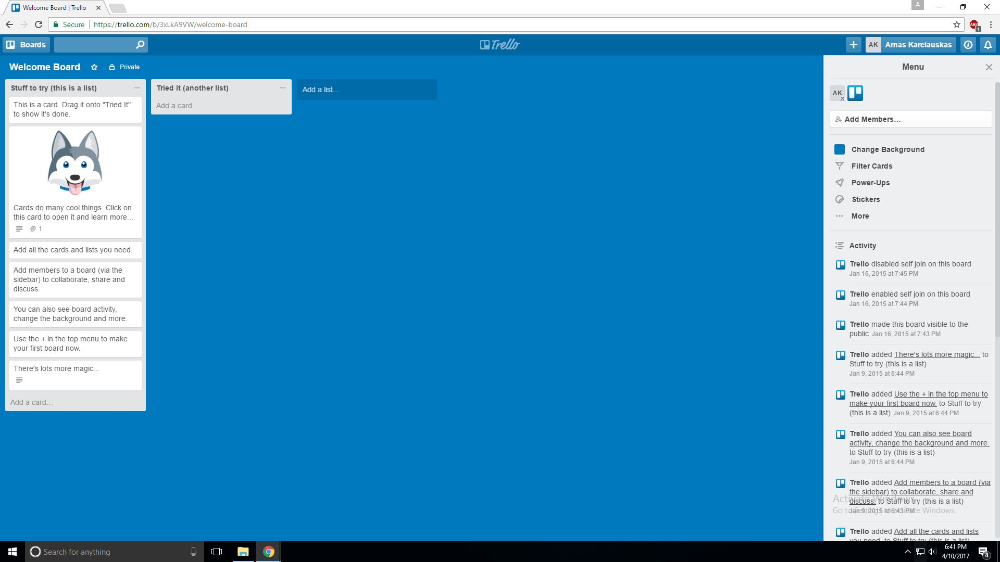 Welcome Board | Trello
Secure
https://trello.com/b/3xLkA9VW/welcome-board
ABP
1
Boards
Trello
AK
Arnas Karciauskas
Welcome Board
Private
Stuff to try (this is a list)
This is a card. Drag it onto "Tried It"
to show it's done.
Cards do many cool things. Click on
this card to open it and learn more...
1
Add all the cards and lists you need.
Add members to a board (via the
sidebar) to collaborate, share and
discuss.
You can also see board activity,
change the background and more.
Use the + in the top menu to make
your first board now.
There's lots more magic...
Add a card...
Tried it (another list)
Add a card...
Add a list...
Menu
AK
Add Members...
Change Background
Filter Cards
Power-Ups
Stickers
More
Activity
Trello disabled self join on this board
Jan 16, 2015 at 7:45 PM
Trello enabled self join on this board
Jan 16, 2015 at 7:44 PM
Trello made this board visible to the
public Jan 16, 2015 at 7:43 PM
Trello added There's lots more magic... to
Stuff to try (this is a list)
Jan 9, 2015 at 6:44 PM
Trello added Use the + in the top menu to
make your first board now. to Stuff to try
(this is a list) Jan 9, 2015 at 6:44 PM
Trello added You can also see board
activity, change the background and more.
to Stuff to try (this is a list)
Jan 9, 2015 at 6:44 PM
Trello added Add members to a board (via
the sidebar) to collaborate, share and
discuss. to Stuff to try (this is a list)
Jan 9, 2015 at 6:43 PM
Activate Windows
Go to Settings to activate Windows.
Trello added Add all the cards and lists
you need. to Stuff to try (this is a list)
Search for anything
6:41 PM
4/10/2017
4